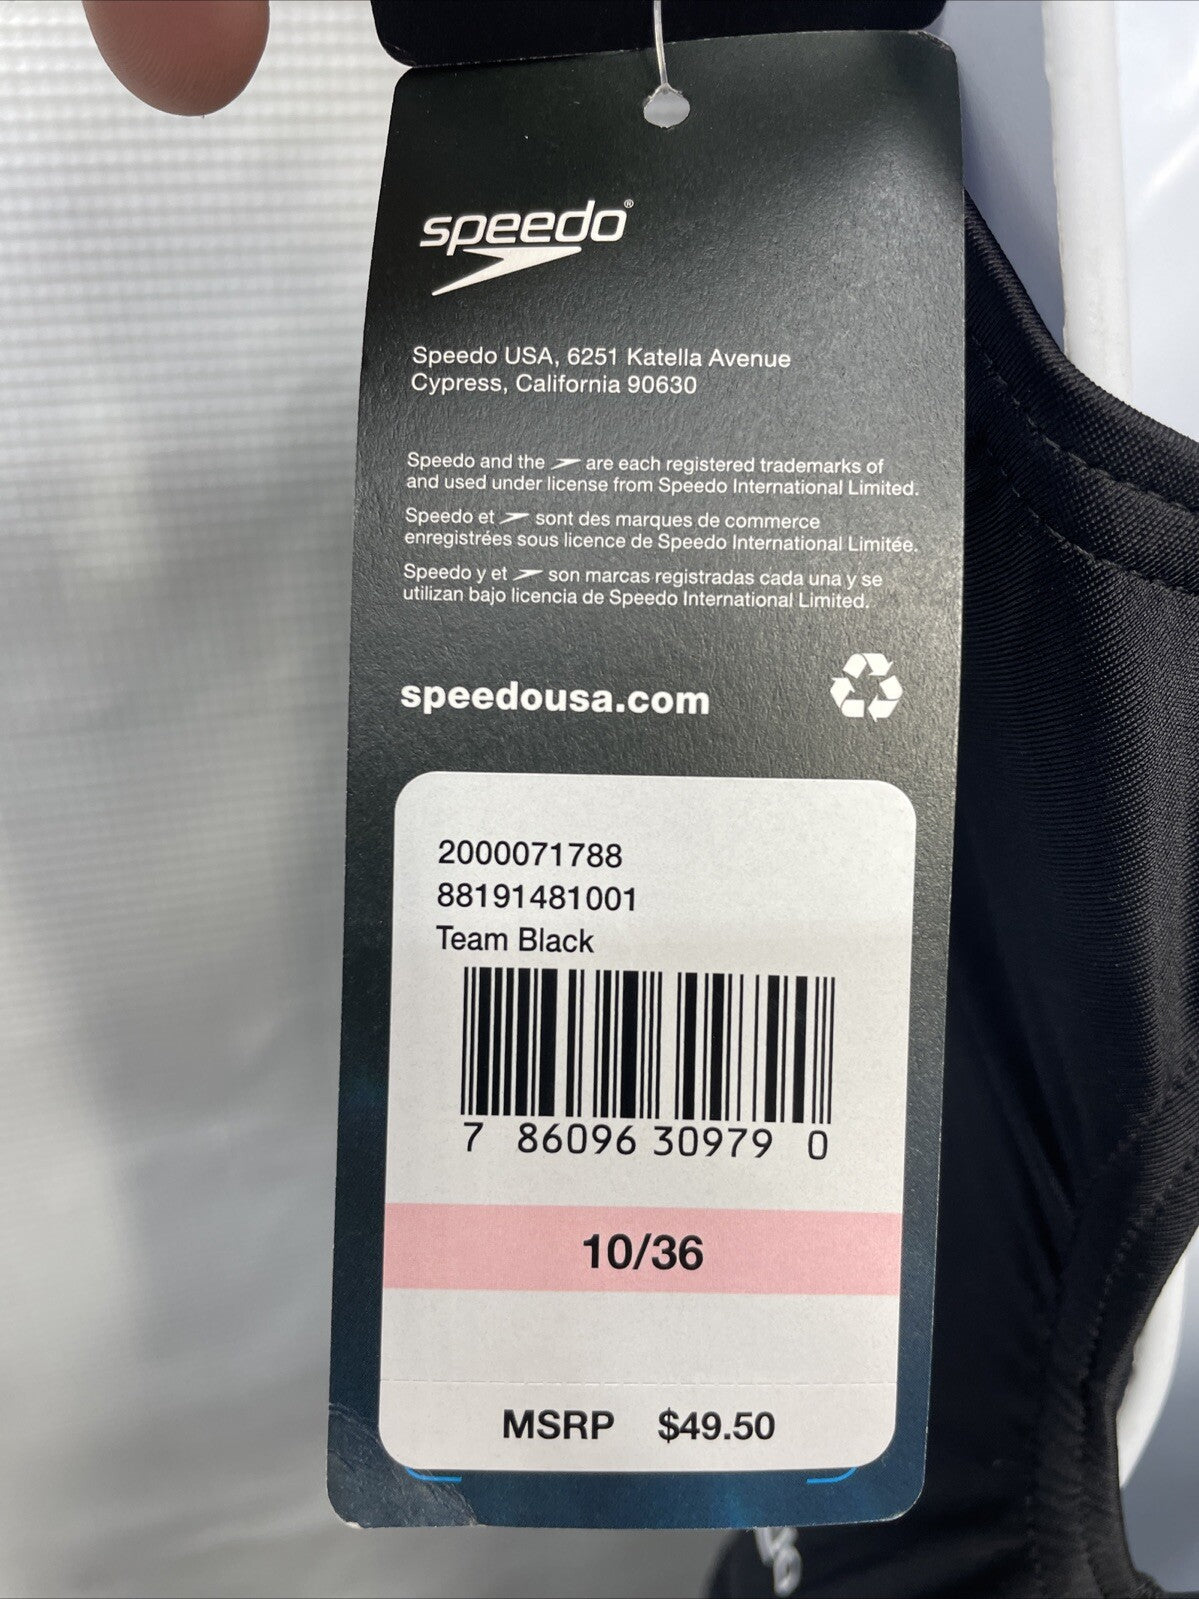 speedo®
Speedo USA, 6251 Katella Avenue
Cypress, California 90630
Speedo and the are each registered trademarks of
and used under license from Speedo International Limited.
Speedo et sont des marques de commerce
enregistrées sous licence de Speedo International Limitée.
Speedo y et son marcas registradas cada una y se
utilizan bajo licencia de Speedo International Limited.
speedousa.com
2000071788
88191481001
Team Black
7 86096 30979 0
10/36
MSRP $49.50